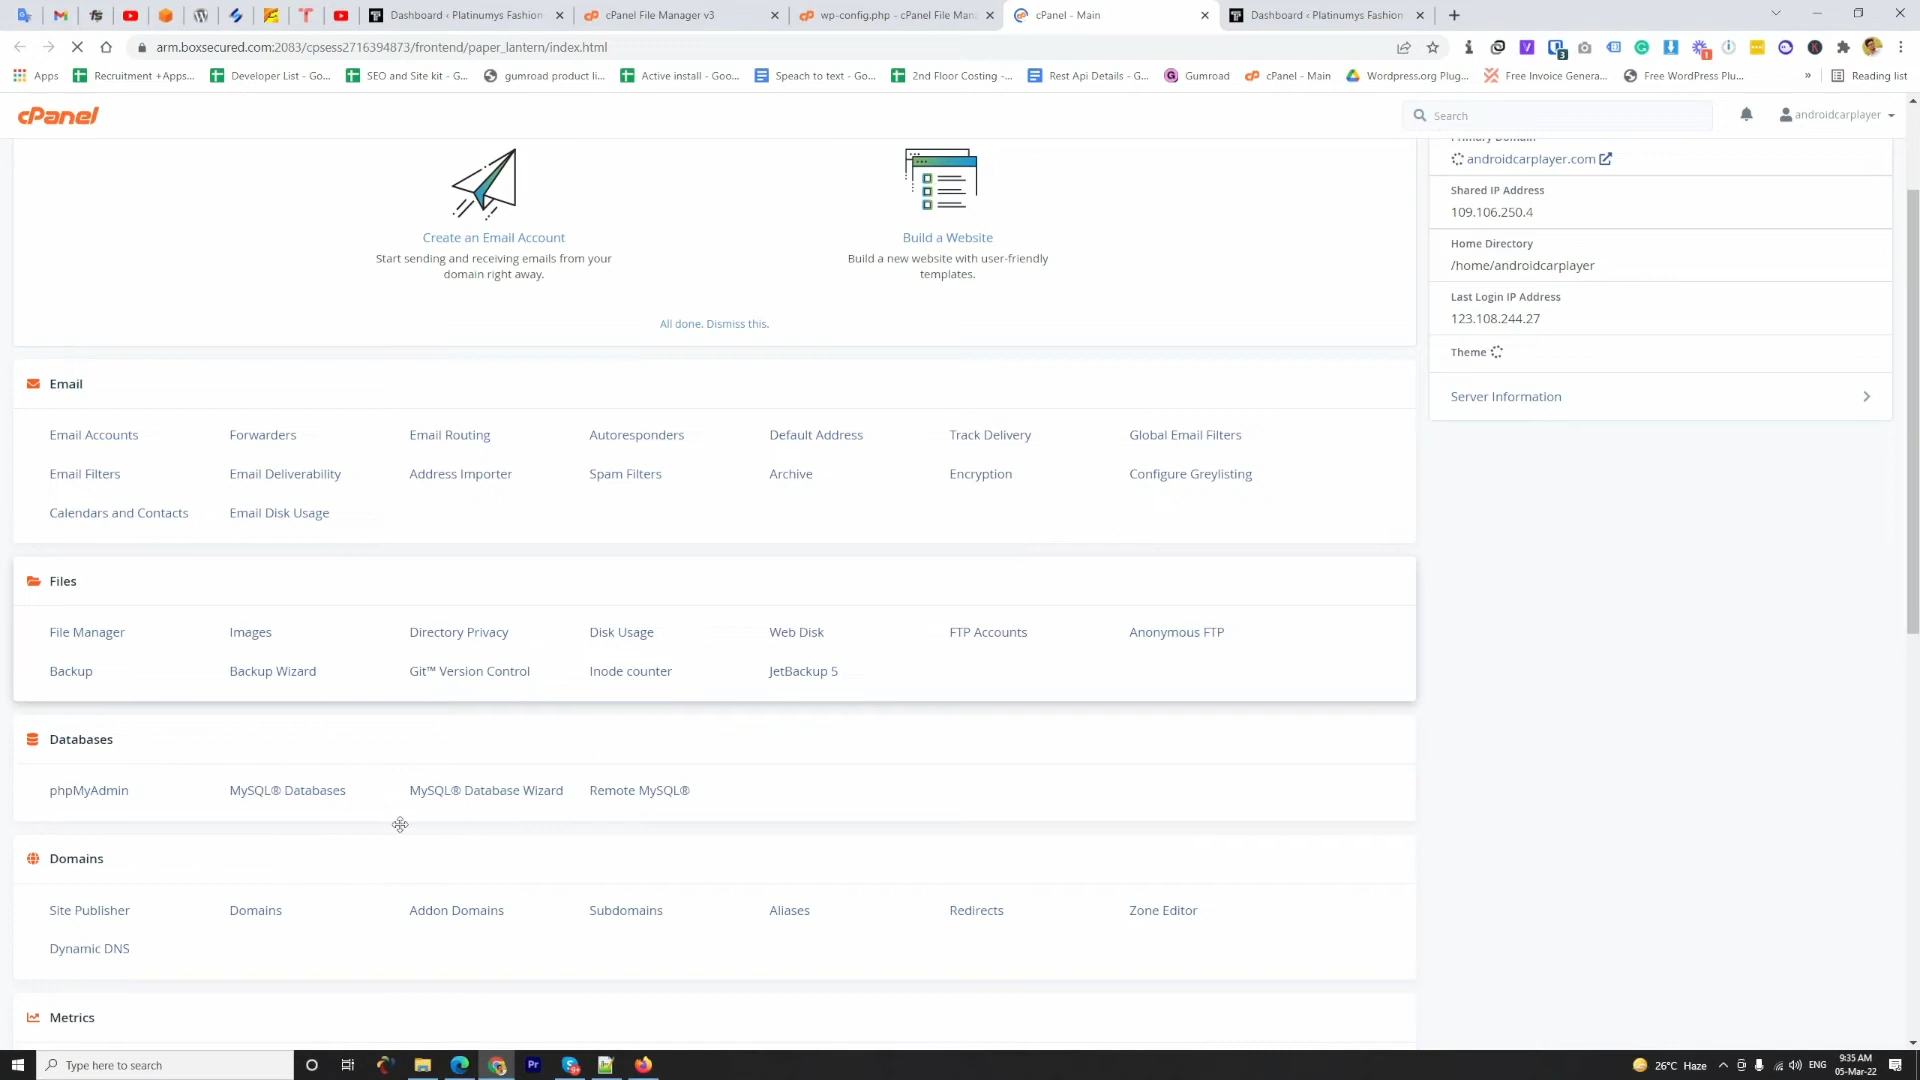 Dashboard ‹ Platinumys Fashion
cPanel File Manager v3
wp-config.php - cPanel File Man
cPanel - Main
Dashboard ‹ Platinumys Fashion
arm.boxsecured.com:2083/cpsess2716394873/frontend/paper_lantern/index.html
Apps
Recruitment +Apps...
Developer List - Go...
SEO and Site kit - G...
gumroad product li...
Active install - Goo...
Speach to text - Go...
2nd Floor Costing -...
Rest Api Details - G...
Gumroad
cPanel - Main
Wordpress.org Plug...
Free Invoice Genera...
Free WordPress Plu...
»
Reading list
cPanel
Search
androidcarplayer
androidcarplayer.com
Shared IP Address
109.106.250.4
Home Directory
/home/androidcarplayer
Last Login IP Address
123.108.244.27
Theme
Server Information
Create an Email Account
Start sending and receiving emails from your
domain right away.
Build a Website
Build a new website with user-friendly
templates.
All done. Dismiss this.
Email
Email Accounts
Forwarders
Email Routing
Autoresponders
Default Address
Track Delivery
Global Email Filters
Email Filters
Email Deliverability
Address Importer
Spam Filters
Archive
Encryption
Configure Greylisting
Calendars and Contacts
Email Disk Usage
Files
File Manager
Images
Directory Privacy
Disk Usage
Web Disk
FTP Accounts
Anonymous FTP
Backup
Backup Wizard
Git™ Version Control
Inode counter
JetBackup 5
Databases
phpMyAdmin
MySQL® Databases
MySQL® Database Wizard
Remote MySQL®
Domains
Site Publisher
Domains
Addon Domains
Subdomains
Aliases
Redirects
Zone Editor
Dynamic DNS
Metrics
Type here to search
Pr
26°C Haze
ENG
9:35 AM
05-Mar-22